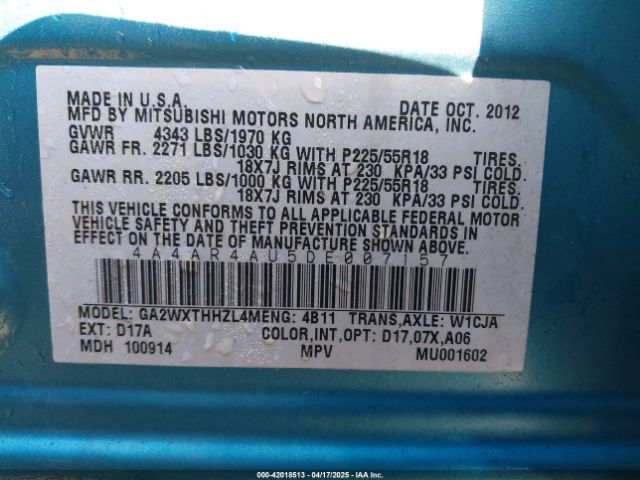 MADE IN U.S.A. DATE OCT. 2012
MFD BY MITSUBISHI MOTORS NORTH AMERICA, INC.
GVWR 4343 LBS/1970 KG
GAWR FR. 2271 LBS/1030 KG WITH P225/55R18 TIRES.
18X7J RIMS AT 230 KPA/33 PSI COLD.
GAWR RR. 2205 LBS/1000 KG WITH P225/55R18 TIRES.
18X7J RIMS AT 230 KPA/33 PSI COLD.
THIS VEHICLE CONFORMS TO ALL APPLICABLE FEDERAL MOTOR
VEHICLE SAFETY AND THEFT PREVENTION STANDARDS IN
EFFECT ON THE DATE OF MANUFACTURE SHOWN ABOVE.
4A4AR4AU5DE007157
MODEL: GA2WXTHHZL4MENG: 4B11 TRANS,AXLE: W1CJA
EXT: D17A COLOR,INT,OPT: D17,07X,A06
MDH 100914 MPV MU001602
000-42018513 - 04/17/2025 - IAAI Inc.